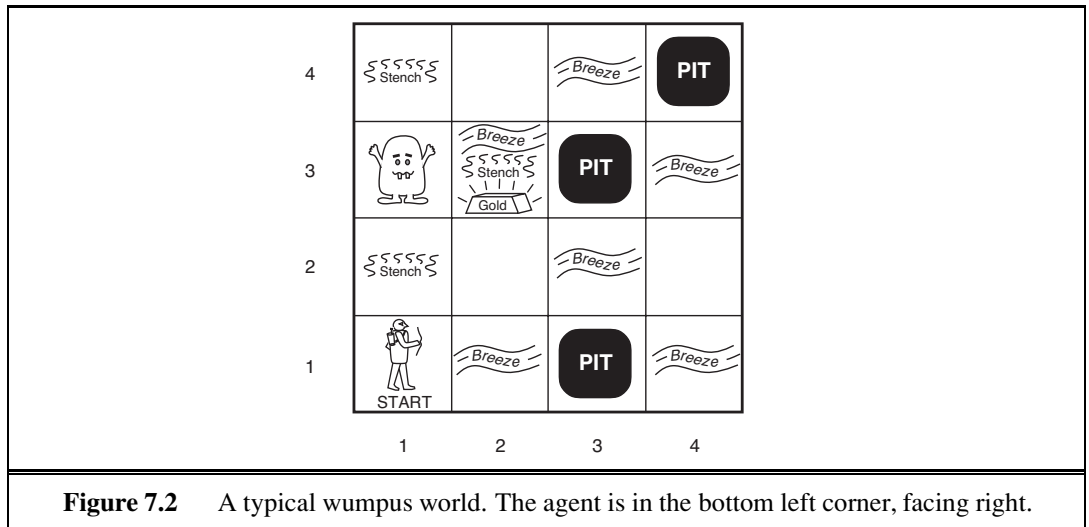 4 Stench Breeze PIT
3 Breeze Stench Gold PIT Breeze
2 Stench Breeze
1 START Breeze PIT Breeze
1 2 3 4
Figure 7.2 A typical wumpus world. The agent is in the bottom left corner, facing right.